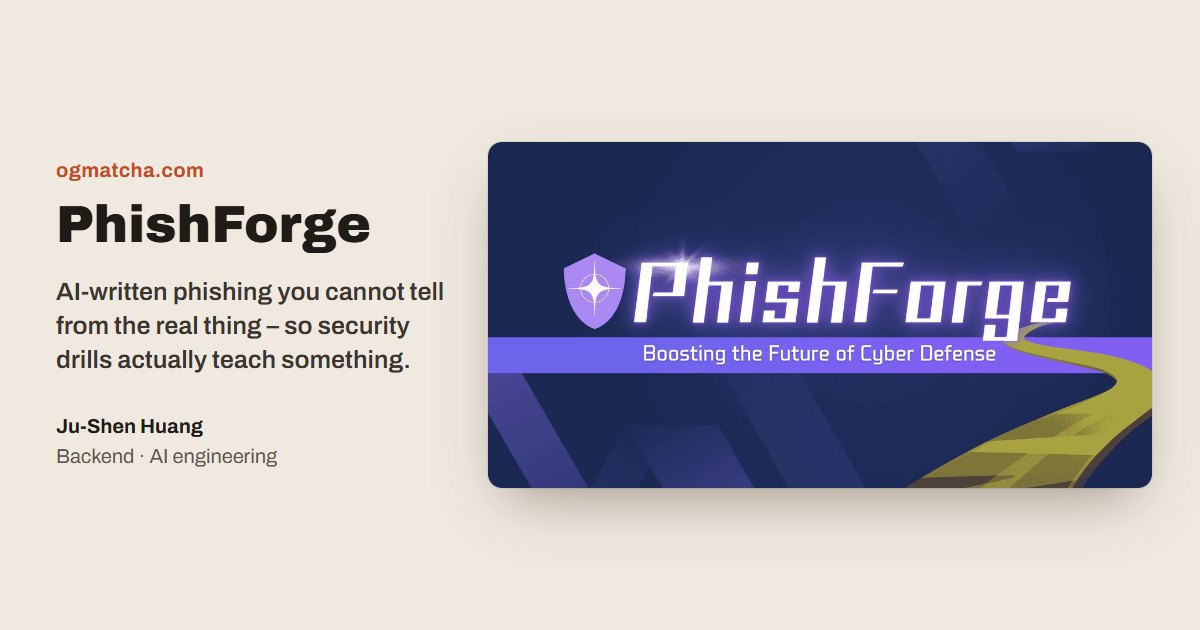 ogmatcha.com
PhishForge
AI-written phishing you cannot tell
from the real thing – so security
drills actually teach something.
Ju-Shen Huang
Backend · AI engineering
PhishForge
Boosting the Future of Cyber Defense